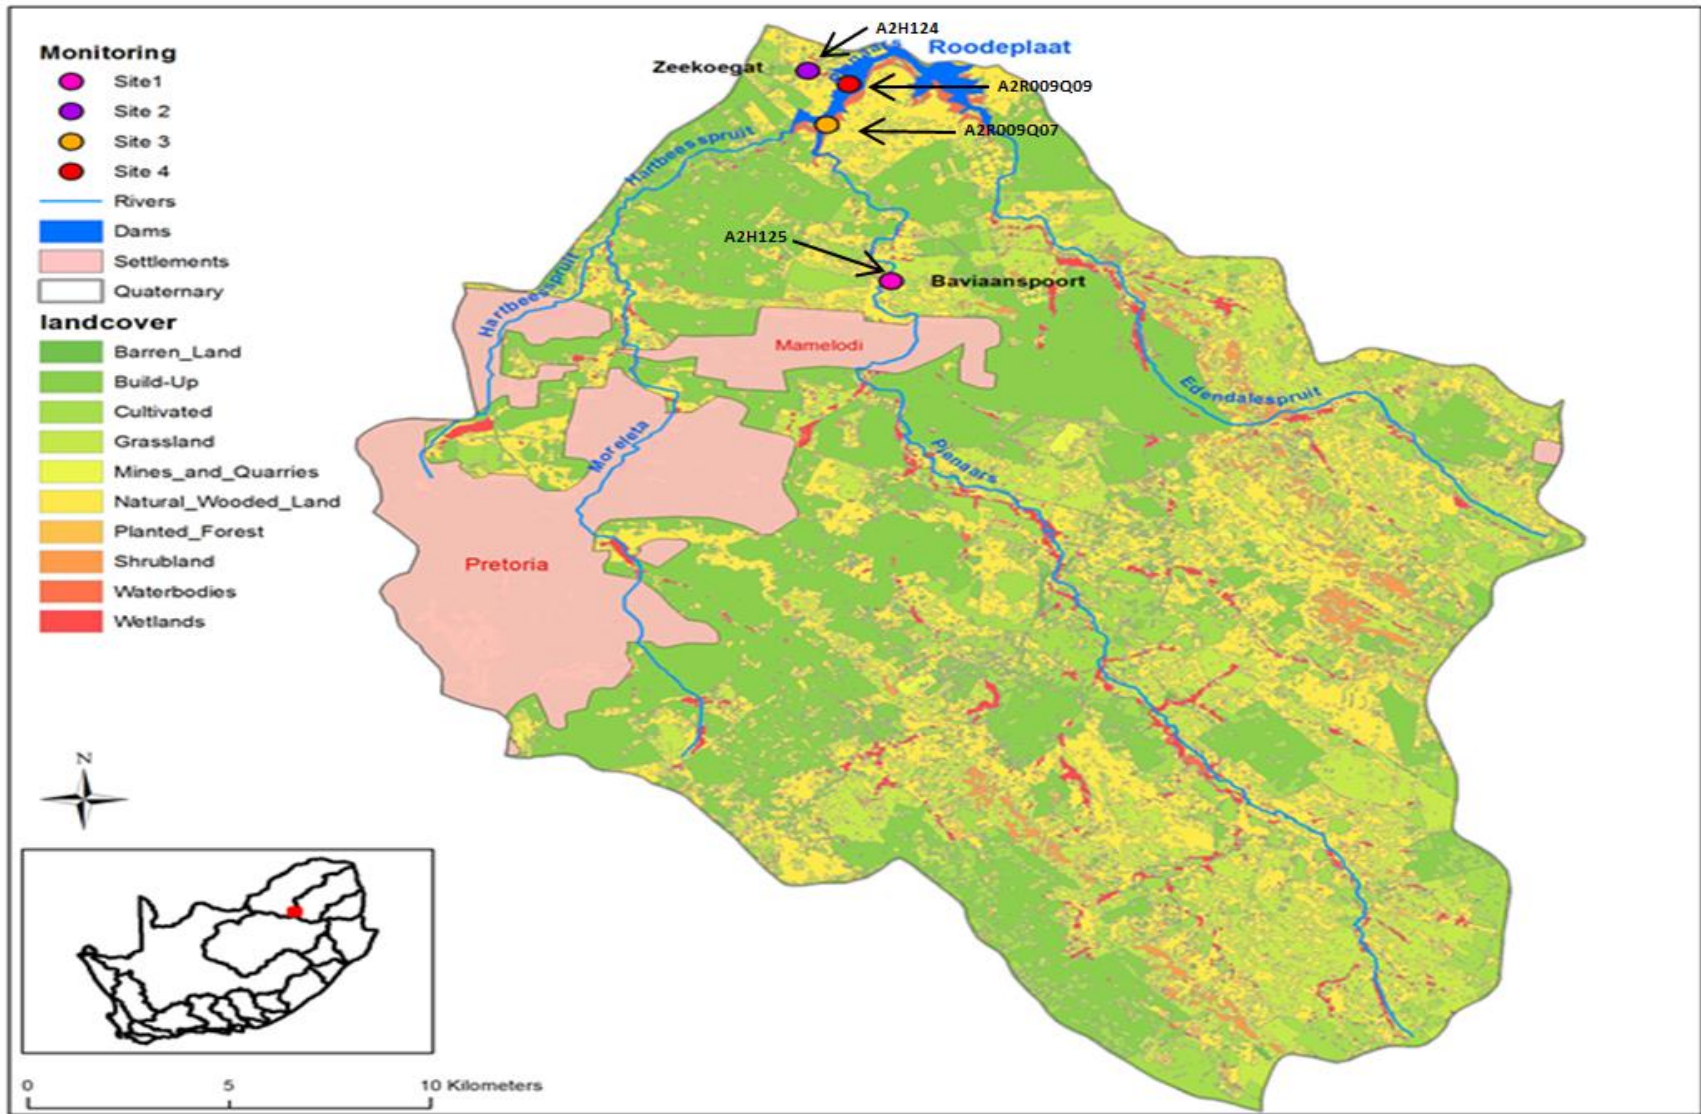 Monitoring
Site1
Site 2
Site 3
Site 4
Rivers
Dams
Settlements
Quaternary
landcover
Barren_Land
Build-Up
Cultivated
Grassland
Mines_and_Quarries
Natural_Wooded_Land
Planted_Forest
Shrubland
Waterbodies
Wetlands
A2H124
Roodeplaat
Zeekoegat
A2R009Q09
A2R009Q07
Hartbeesspruit
A2H125
Baviaanspoort
Hartbeesspruit
Mamelodi
Edendalespruit
Moreleta
Pienaars
Pretoria
N
0 5 10 Kilometers